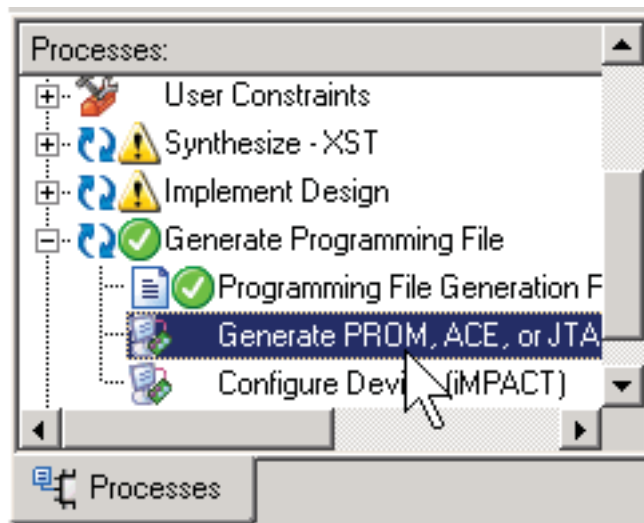 Processes:
User Constraints
Synthesize - XST
Implement Design
Generate Programming File
Programming File Generation F
Generate PROM, ACE, or JTA
Configure Devi (iMPACT)
Processes